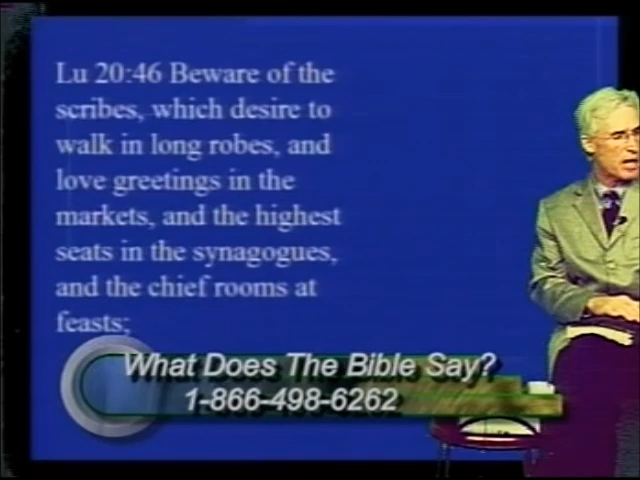 Lu 20:46 Beware of the
scribes, which desire to
walk in long robes, and
love greetings in the
markets, and the highest
seats in the synagogues,
and the chief rooms at
feasts;
What Does The Bible Say?
1-866-498-6262